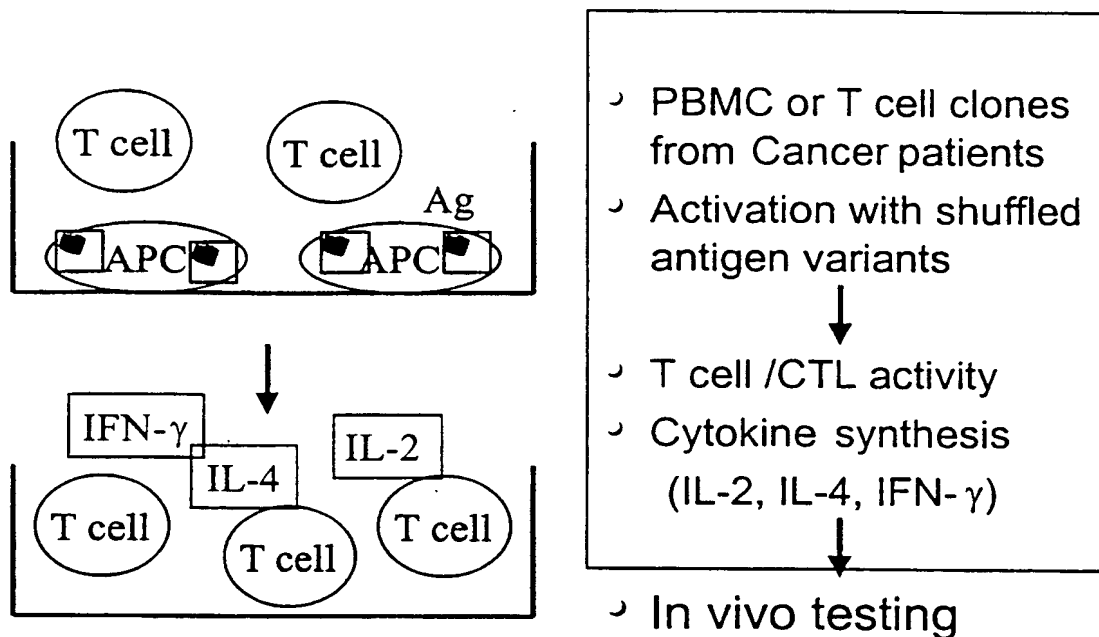 T cell
T cell
Ag
APC
APC
IFN-γ
IL-4
IL-2
T cell
T cell
T cell
PBMC or T cell clones
from Cancer patients
Activation with shuffled
antigen variants
T cell /CTL activity
Cytokine synthesis
(IL-2, IL-4, IFN- γ)
In vivo testing